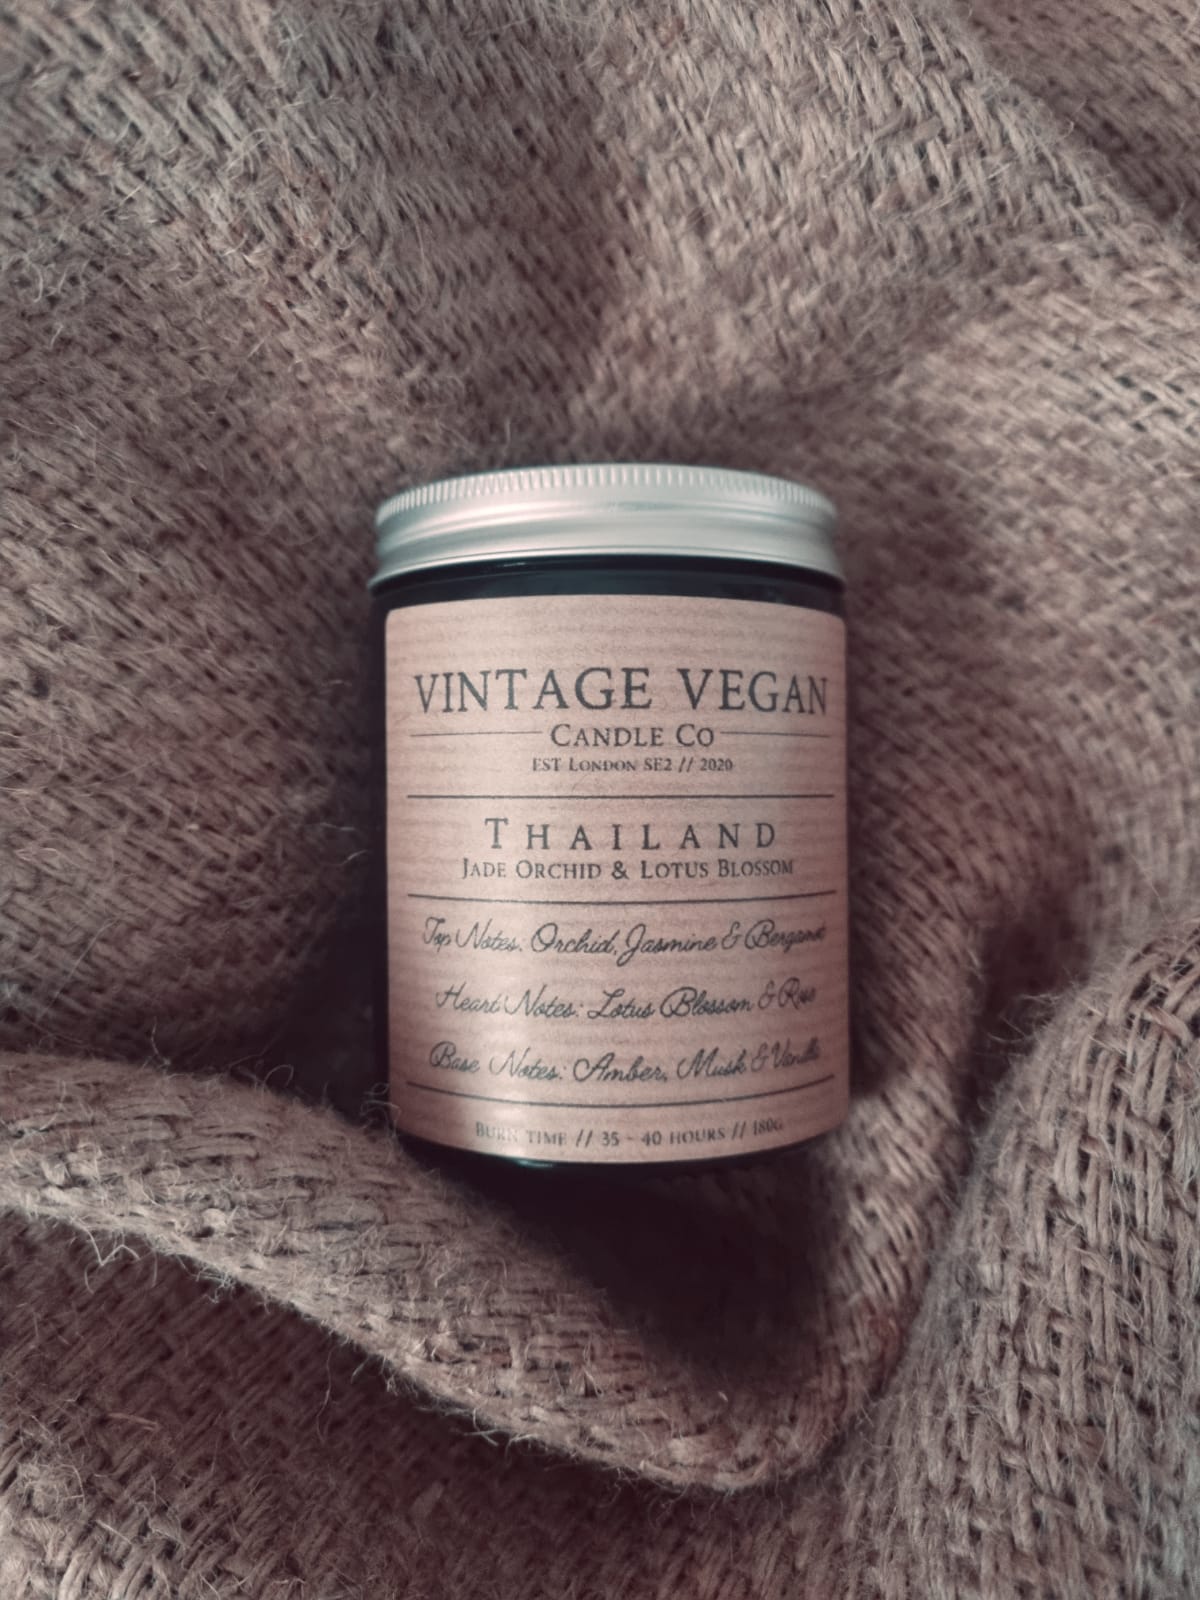 VINTAGE VEGAN
CANDLE CO
EST LONDON SE2 // 2020
THAILAND
JADE ORCHID & LOTUS BLOSSOM
Top Notes: Orchid, Jasmine & Bergamot
Heart Notes: Lotus Blossom & Rose
Base Notes: Amber, Musk & Vanilla
BURN TIME // 35 - 40 HOURS // 180G